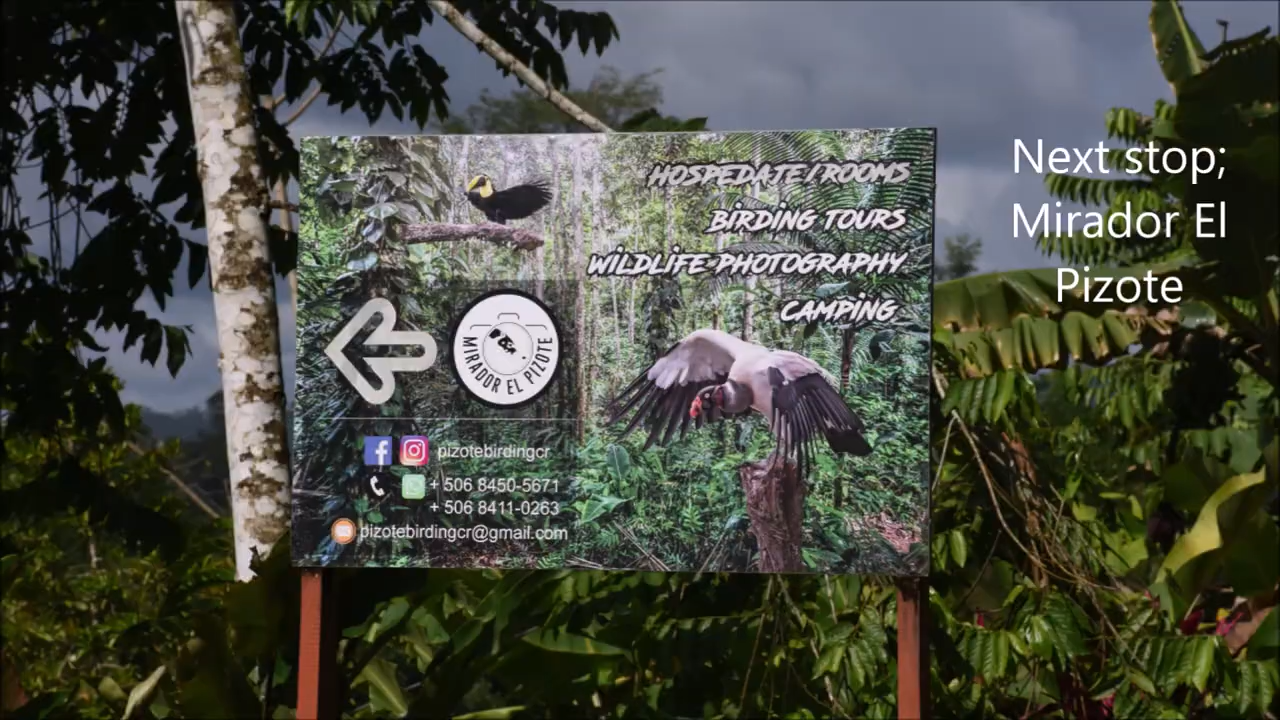 Next stop;
Mirador El
Pizote
HOSPEDATE/ROOMS
BIRDING TOURS
WILDLIFE PHOTOGRAPHY
CAMPING
MIRADOR EL PIZOTE
pizotebirdingcr
+ 506 8450-5671
+ 506 8411-0263
pizotebirdingcr@gmail.com